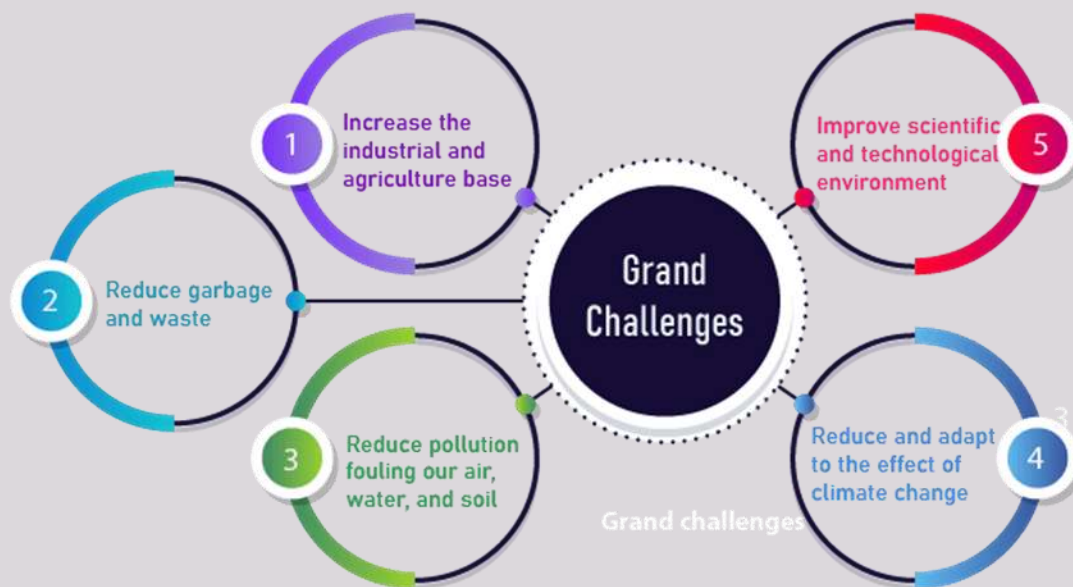 1
Increase the
industrial and
agriculture base
2
Reduce garbage
and waste
3
Reduce pollution
fouling our air,
water, and soil
Grand
Challenges
5
Improve scientific
and technological
environment
3
4
Reduce and adapt
to the effect of
climate change
Grand challenges